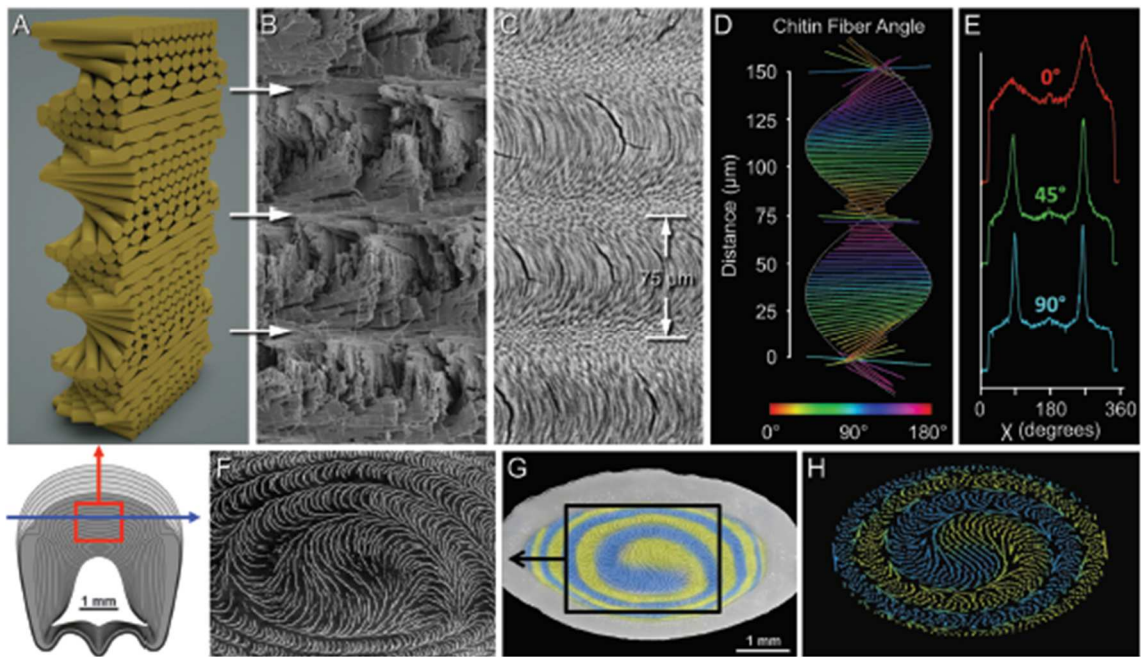 A
B
C
75 µm
D
Chitin Fiber Angle
Distance (µm)
150
125
100
75
50
25
0
0° 90° 180°
E
0°
45°
90°
0 180 360
χ (degrees)
1 mm
F
G
1 mm
H